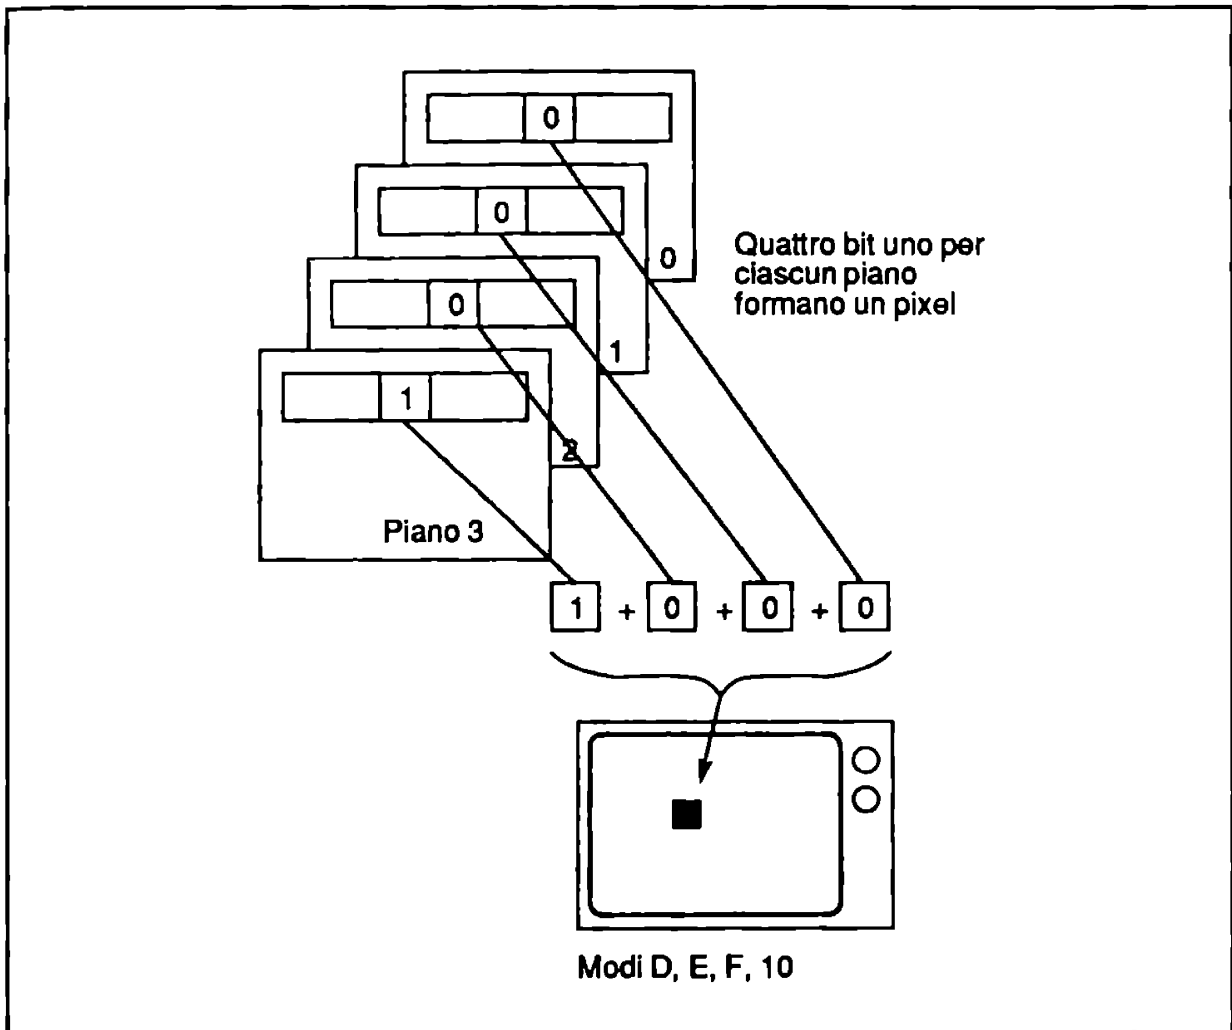 0
0
0
Quattro bit uno per
ciascun piano
formano un pixel
0
1
1
2
Piano 3
1 + 0 + 0 + 0
Modi D, E, F, 10